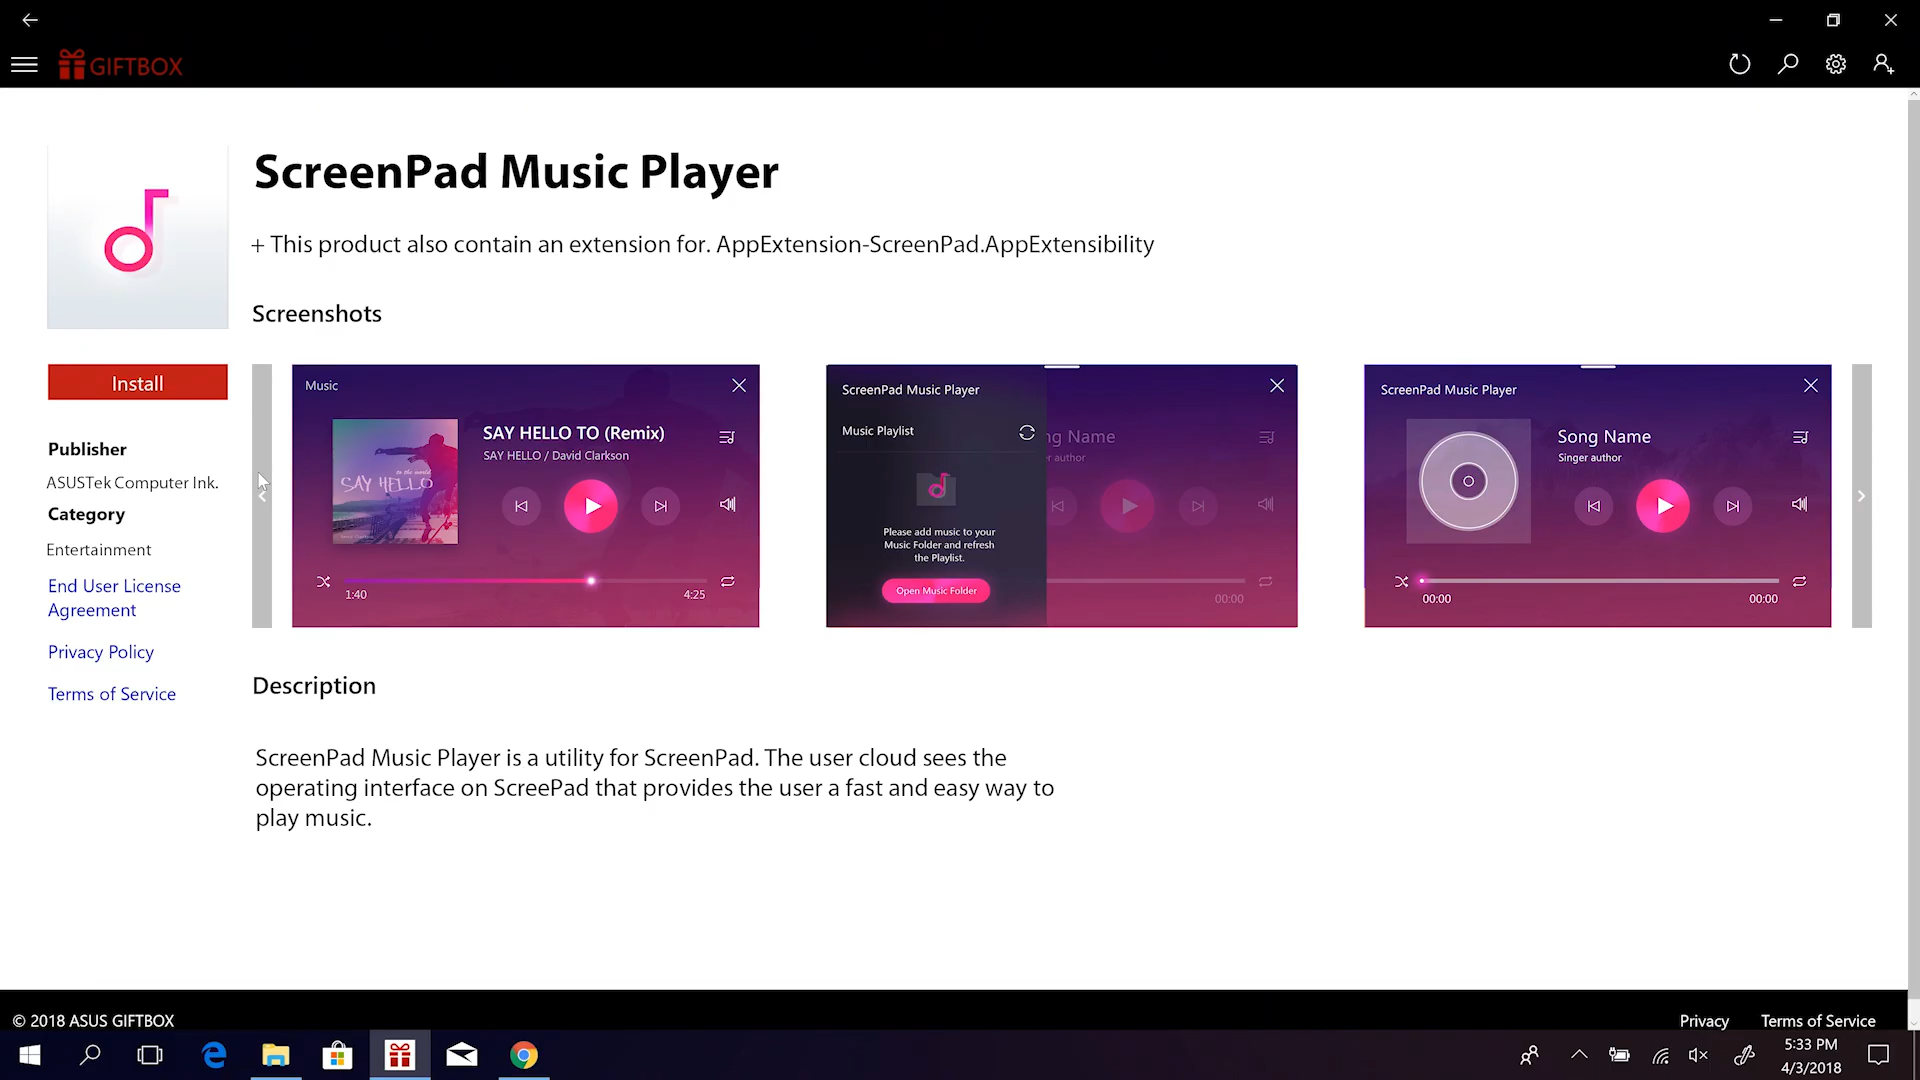 GIFTBOX
ScreenPad Music Player
+ This product also contain an extension for. AppExtension-ScreenPad.AppExtensibility
Screenshots
Install
Publisher
ASUSTek Computer Ink.
Category
Entertainment
End User License
Agreement
Privacy Policy
Terms of Service
Music
SAY HELLO
SAY HELLO TO (Remix)
SAY HELLO / David Clarkson
1:40
4:25
ScreenPad Music Player
Music Playlist
Please add music to your
Music Folder and refresh
the Playlist.
Open Music Folder
ng Name
r author
00:00
ScreenPad Music Player
Song Name
Singer author
00:00
00:00
Description
ScreenPad Music Player is a utility for ScreenPad. The user cloud sees the
operating interface on ScreePad that provides the user a fast and easy way to
play music.
© 2018 ASUS GIFTBOX
Privacy
Terms of Service
5:33 PM
4/3/2018